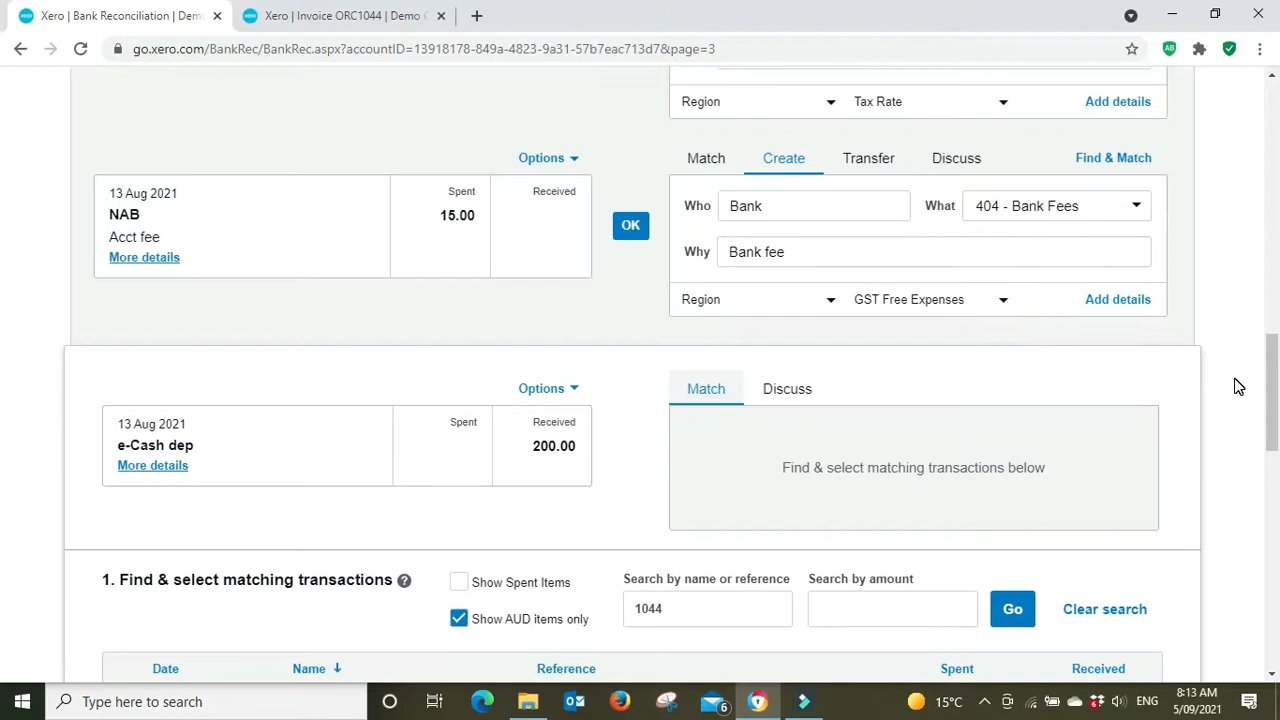 Xero | Bank Reconciliation | Demo
Xero | Invoice ORC1044 | Demo C
go.xero.com/BankRec/BankRec.aspx?accountID=13918178-849a-4823-9a31-57b7eac713d7&page=3
Region Tax Rate Add details
Options Match Create Transfer Discuss Find & Match
13 Aug 2021 Spent Received
NAB 15.00
Acct fee
More details
OK
Who Bank What 404 - Bank Fees
Why Bank fee
Region GST Free Expenses Add details
Options Match Discuss
13 Aug 2021 Spent Received
e-Cash dep 200.00
More details
Find & select matching transactions below
1. Find & select matching transactions ?
Show Spent Items
Show AUD items only
Search by name or reference Search by amount
1044 Go Clear search
Date Name Reference Spent Received
Type here to search
6
15°C
ENG
8:13 AM
5/09/2021